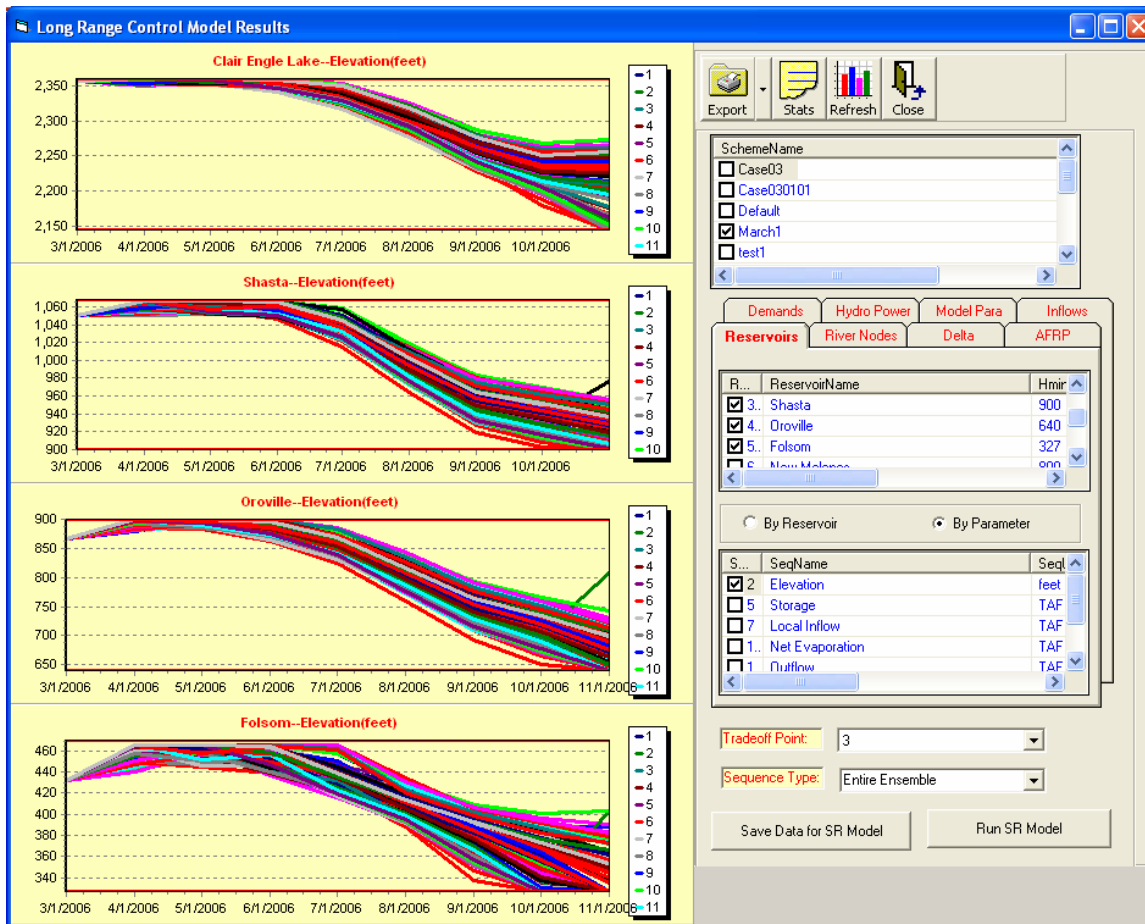 Long Range Control Model Results
Clair Engle Lake--Elevation(feet)
2,350
2,300
2,250
2,200
2,150
3/1/2006 4/1/2006 5/1/2006 6/1/2006 7/1/2006 8/1/2006 9/1/2006 10/1/2006
1
2
3
4
5
6
7
8
9
10
11
Shasta--Elevation(feet)
1,060
1,040
1,020
1,000
980
960
940
920
900
3/1/2006 4/1/2006 5/1/2006 6/1/2006 7/1/2006 8/1/2006 9/1/2006 10/1/2006
1
2
3
4
5
6
7
8
9
10
Oroville--Elevation(feet)
900
850
800
750
700
650
3/1/2006 4/1/2006 5/1/2006 6/1/2006 7/1/2006 8/1/2006 9/1/2006 10/1/2006 11/1/2006
1
2
3
4
5
6
7
8
9
10
11
Folsom--Elevation(feet)
460
440
420
400
380
360
340
3/1/2006 4/1/2006 5/1/2006 6/1/2006 7/1/2006 8/1/2006 9/1/2006 10/1/2006 11/1/2006
1
2
3
4
5
6
7
8
9
10
11
Export Stats Refresh Close
SchemeName
Case03
Case030101
Default
March1
test1
Demands Hydro Power Model Para Inflows
Reservoirs River Nodes Delta AFRP
R... ReservoirName Hmir
3.. Shasta 900
4.. Oroville 640
5.. Folsom 327
By Reservoir By Parameter
S... SeqName SeqU
2 Elevation feet
5 Storage TAF
7 Local Inflow TAF
1.. Net Evaporation TAF
1 Outflow TAF
Tradeoff Point: 3
Sequence Type: Entire Ensemble
Save Data for SR Model Run SR Model